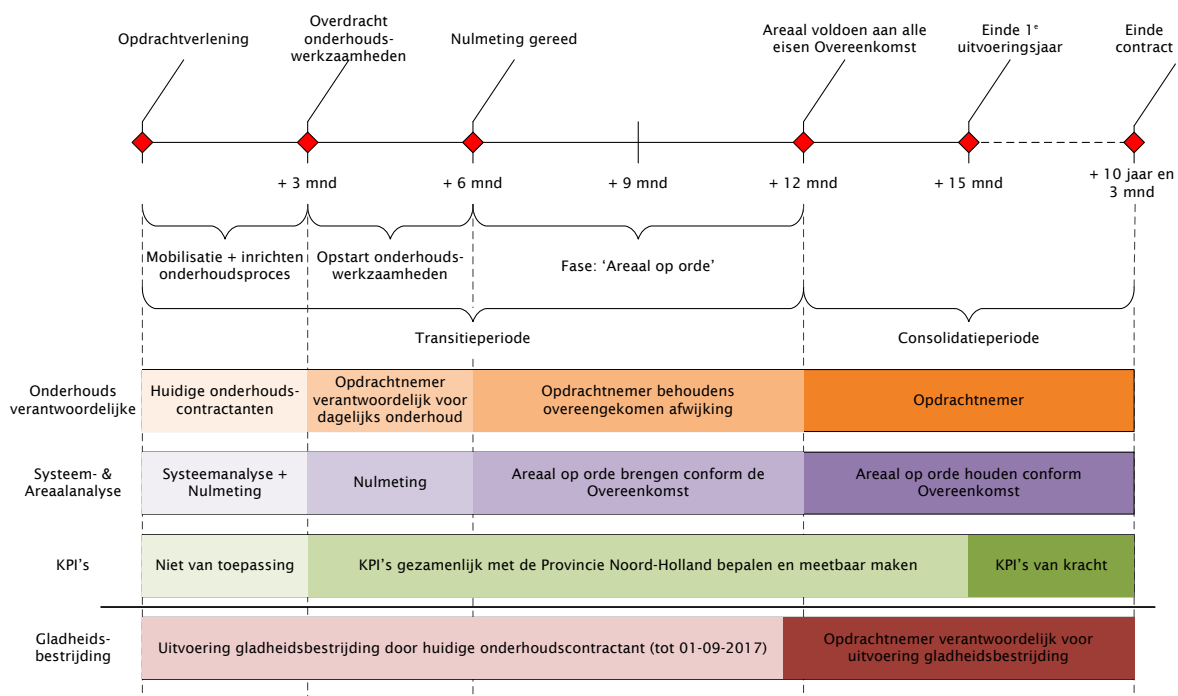 Opdrachtverlening
Overdracht
onderhouds-
werkzaamheden
Nulmeting gereed
Areaal voldoen aan alle
eisen Overeenkomst
Einde 1e
uitvoeringsjaar
Einde
contract
+ 3 mnd
+ 6 mnd
+ 9 mnd
+ 12 mnd
+ 15 mnd
+ 10 jaar en
3 mnd
Mobilisatie + inrichten
onderhoudsproces
Opstart onderhouds-
werkzaamheden
Fase: ‘Areaal op orde’
Transitieperiode
Consolidatieperiode
Onderhouds
verantwoordelijke
Huidige onderhouds-
contractanten
Opdrachtnemer
verantwoordelijk voor
dagelijks onderhoud
Opdrachtnemer behoudens
overeengekomen afwijking
Opdrachtnemer
Systeem- &
Areaalanalyse
Systeemanalyse +
Nulmeting
Nulmeting
Areaal op orde brengen conform de
Overeenkomst
Areaal op orde houden conform
Overeenkomst
KPI’s
Niet van toepassing
KPI’s gezamenlijk met de Provincie Noord-Holland bepalen en meetbaar maken
KPI’s van kracht
Gladheids-
bestrijding
Uitvoering gladheidsbestrijding door huidige onderhoudscontractant (tot 01-09-2017)
Opdrachtnemer verantwoordelijk voor
uitvoering gladheidsbestrijding